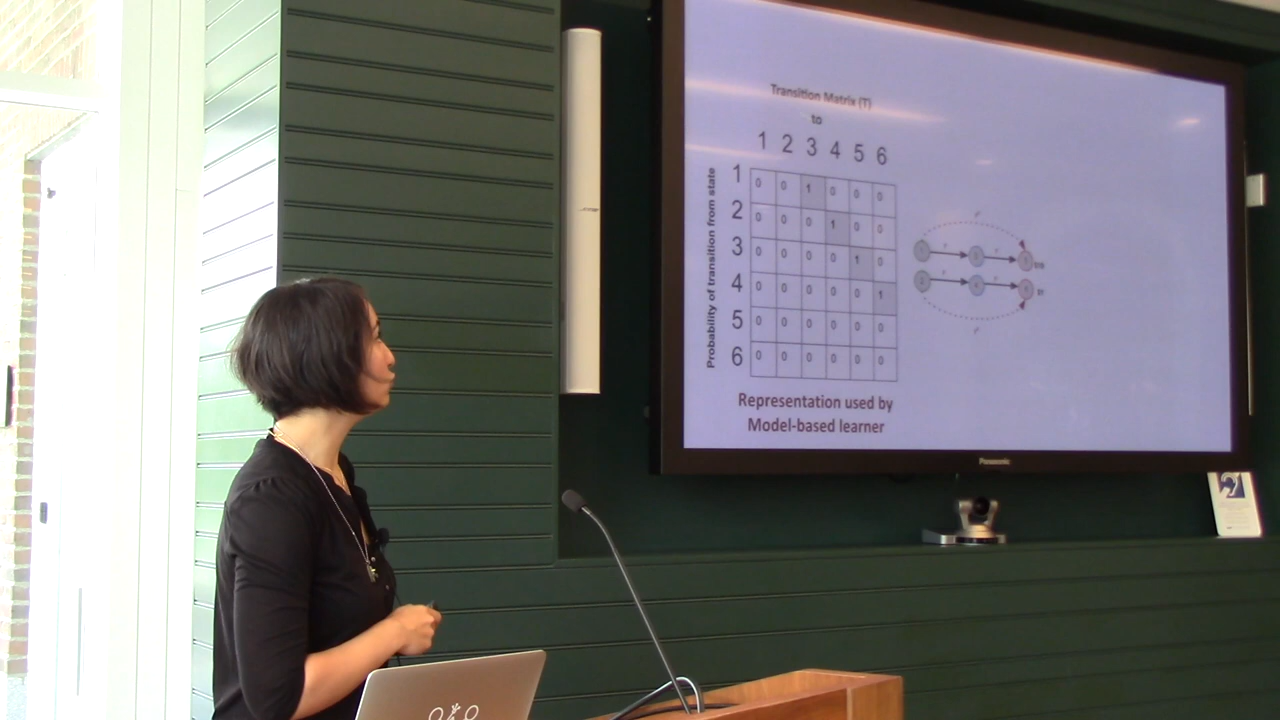 Transition Matrix (T)
to
1 2 3 4 5 6
Probability of transition from state
1 0 0 1 0 0 0
2 0 0 0 1 0 0
3 0 0 0 0 1 0
4 0 0 0 0 0 1
5 0 0 0 0 0 0
6 0 0 0 0 0 0
Representation used by
Model-based learner
Panasonic